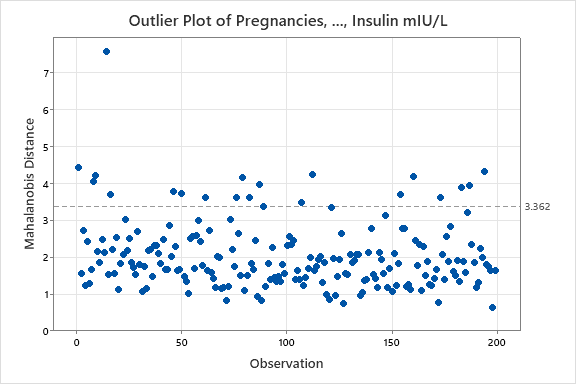 Outlier Plot of Pregnancies, ..., Insulin mIU/L
7
6
5
4
3.362
3
2
1
0
Mahalanobis Distance
0 50 100 150 200
Observation